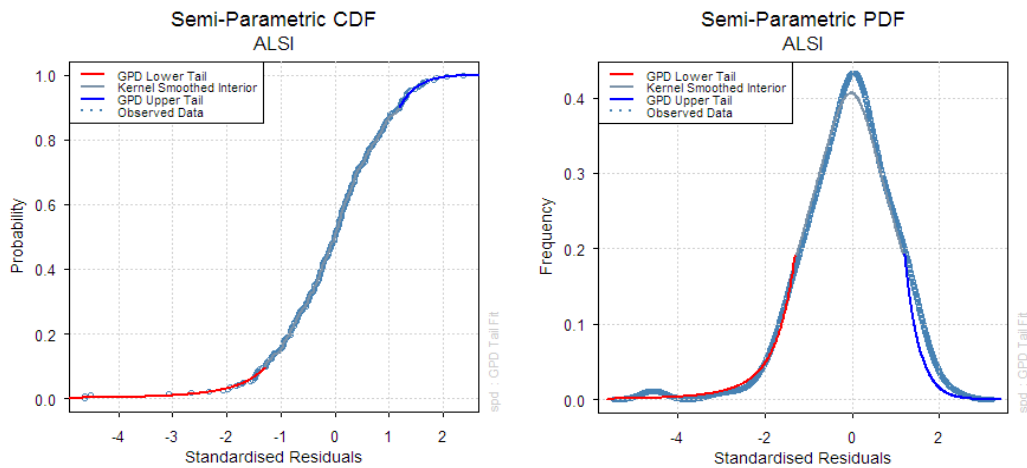 Semi-Parametric CDF
ALSI
GPD Lower Tail
Kernel Smoothed Interior
GPD Upper Tail
Observed Data
1.0
0.8
0.6
0.4
0.2
0.0
Probability
-4
-3
-2
-1
0
1
2
Standardised Residuals
spd : GPD Tail Fit
Semi-Parametric PDF
ALSI
GPD Lower Tail
Kernel Smoothed Interior
GPD Upper Tail
Observed Data
0.4
0.3
0.2
0.1
0.0
Frequency
-4
-2
0
2
Standardised Residuals
spd : GPD Tail Fit